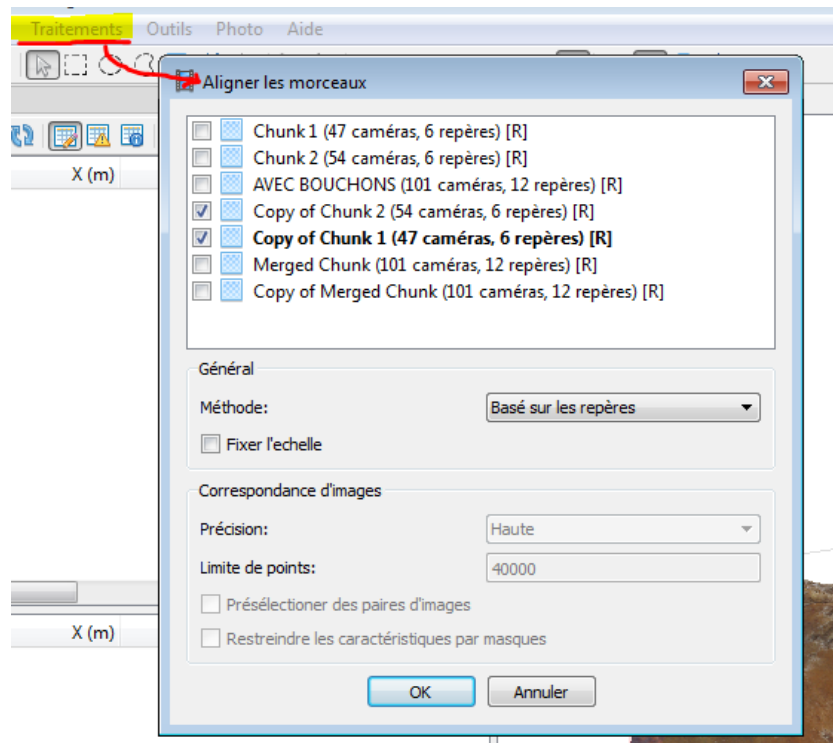 Traitements Outils Photo Aide
Aligner les morceaux
X (m)
Chunk 1 (47 caméras, 6 repères) [R]
Chunk 2 (54 caméras, 6 repères) [R]
AVEC BOUCHONS (101 caméras, 12 repères) [R]
Copy of Chunk 2 (54 caméras, 6 repères) [R]
Copy of Chunk 1 (47 caméras, 6 repères) [R]
Merged Chunk (101 caméras, 12 repères) [R]
Copy of Merged Chunk (101 caméras, 12 repères) [R]
Général
Méthode: Basé sur les repères
Fixer l'echelle
Correspondance d'images
Précision: Haute
Limite de points: 40000
Présélectioner des paires d'images
X (m)
Restreindre les caractéristiques par masques
OK Annuler